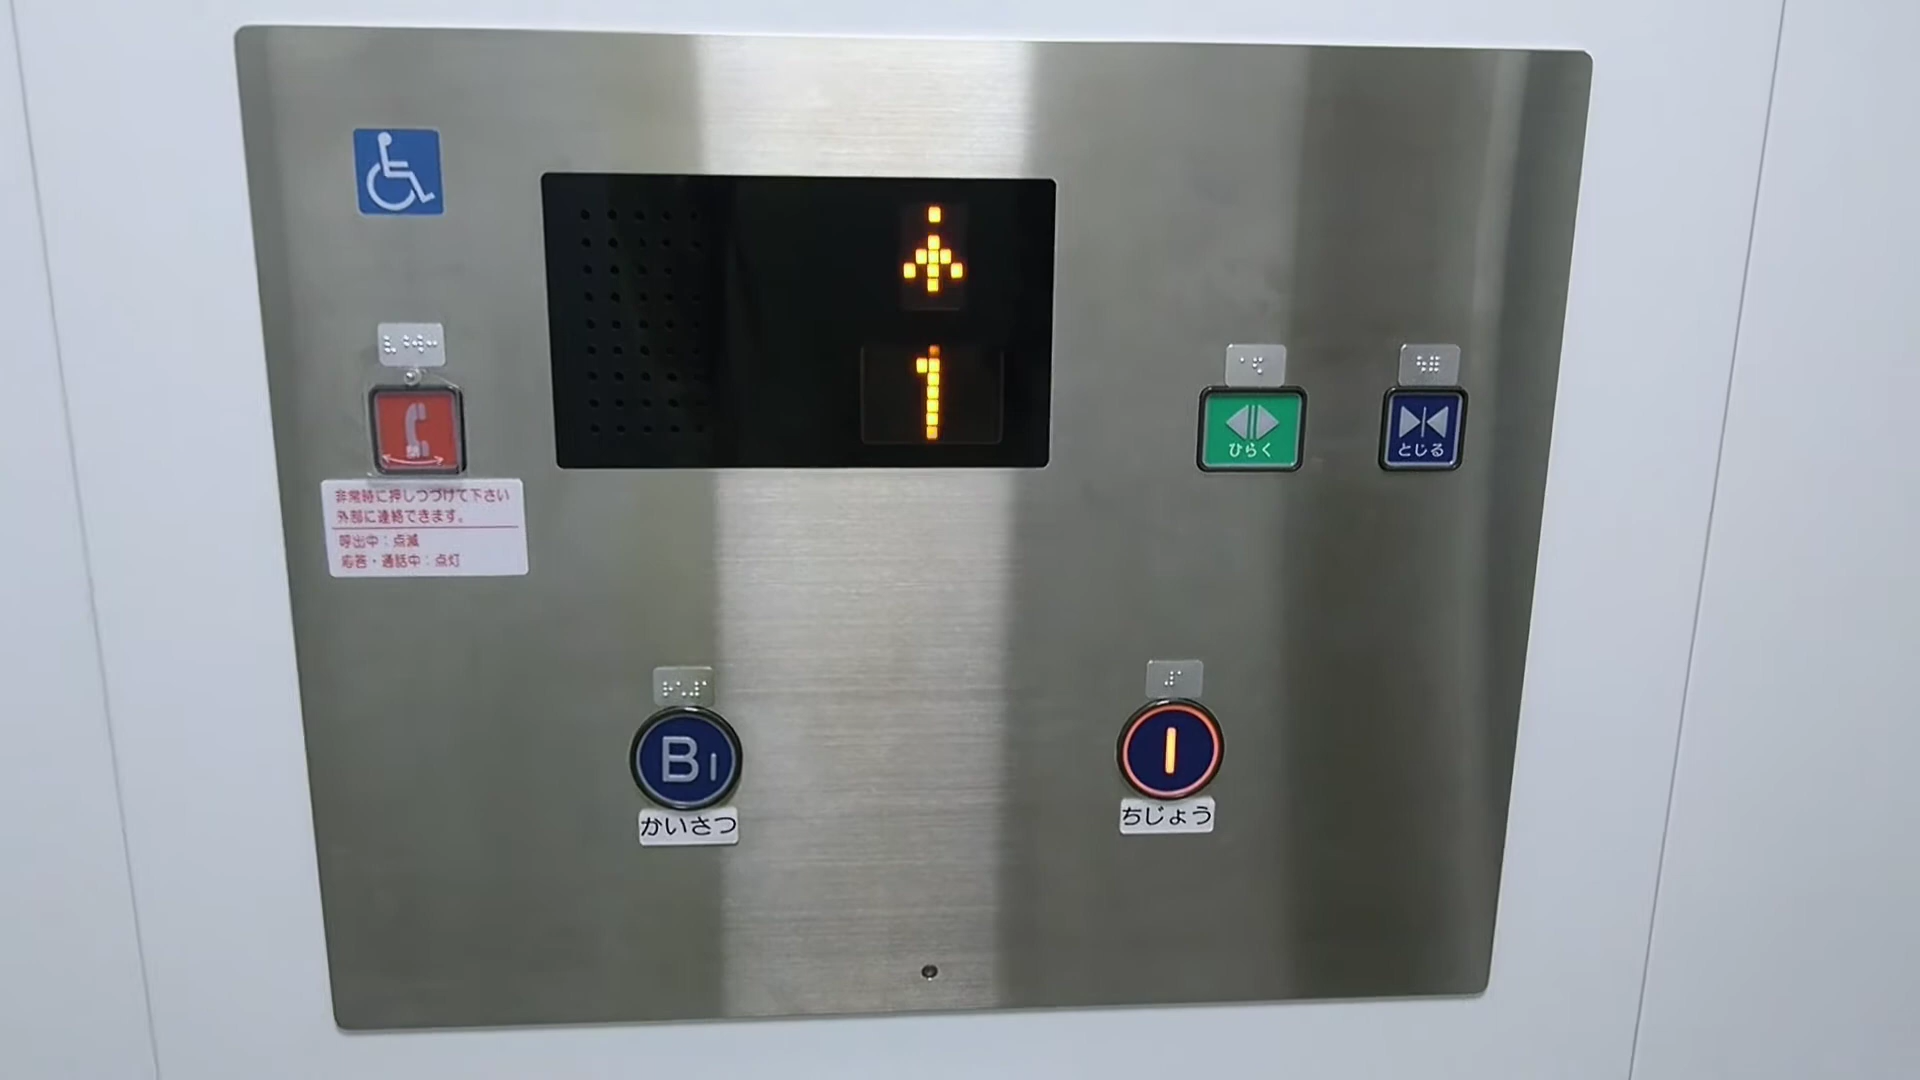 1
ひらく
とじる
非常時に押しつづけて下さい
外部に連絡できます。
呼出中：点滅
応答・通話中：点灯
B1
かいさつ
1
ちじょう